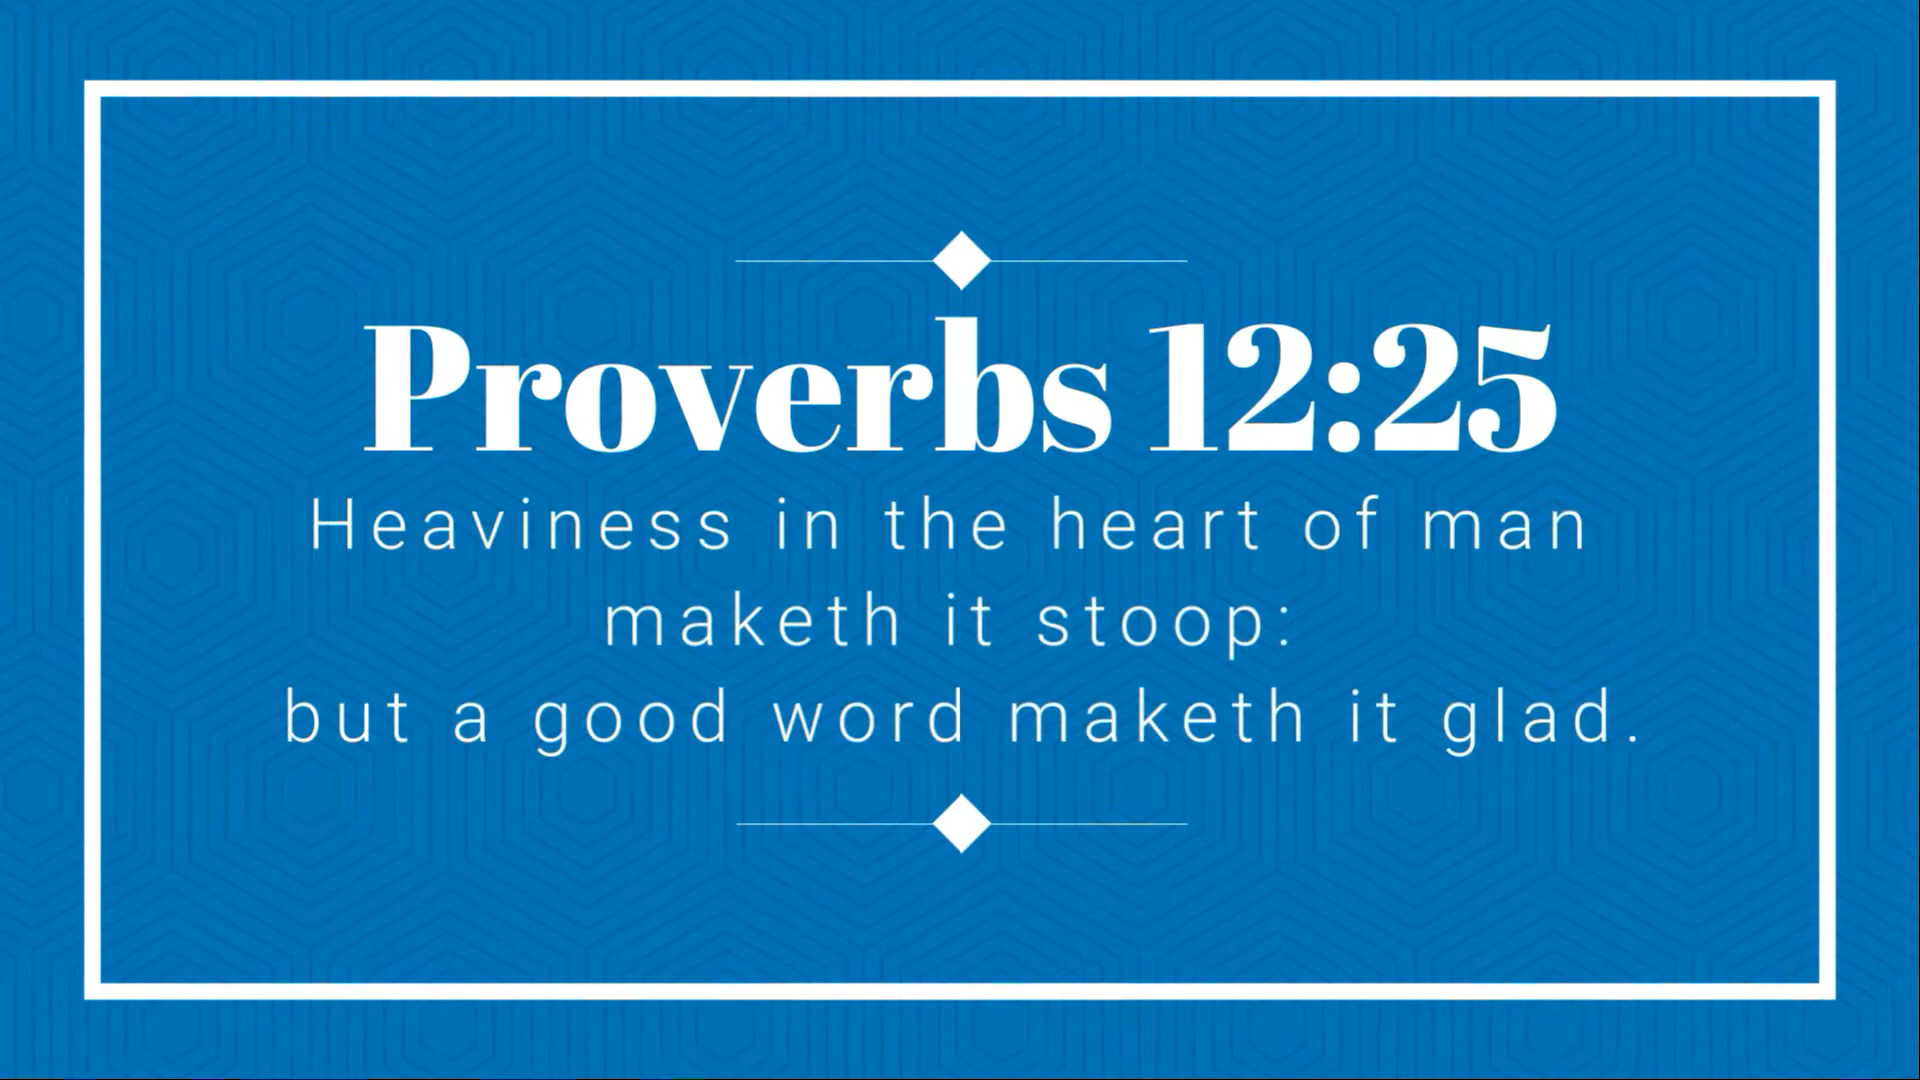 Proverbs 12:25
Heaviness in the heart of man
maketh it stoop:
but a good word maketh it glad.